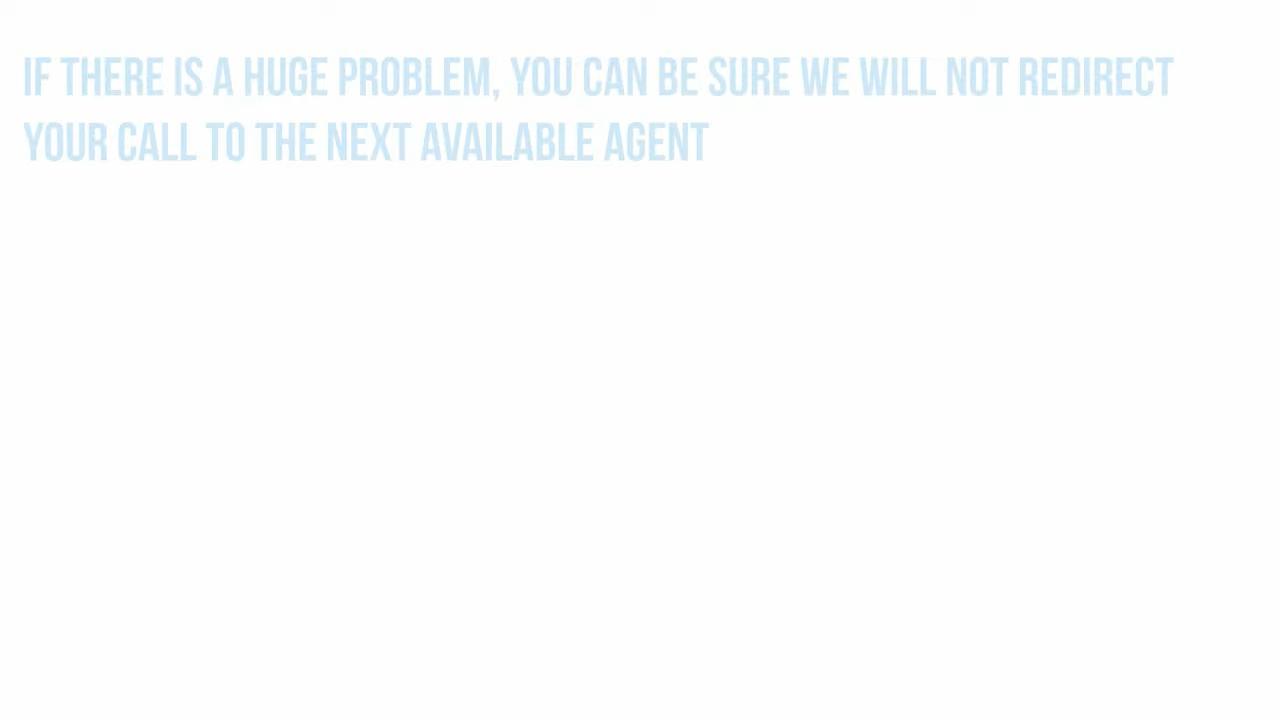 IF THERE IS A HUGE PROBLEM, YOU CAN BE SURE WE WILL NOT REDIRECT
YOUR CALL TO THE NEXT AVAILABLE AGENT